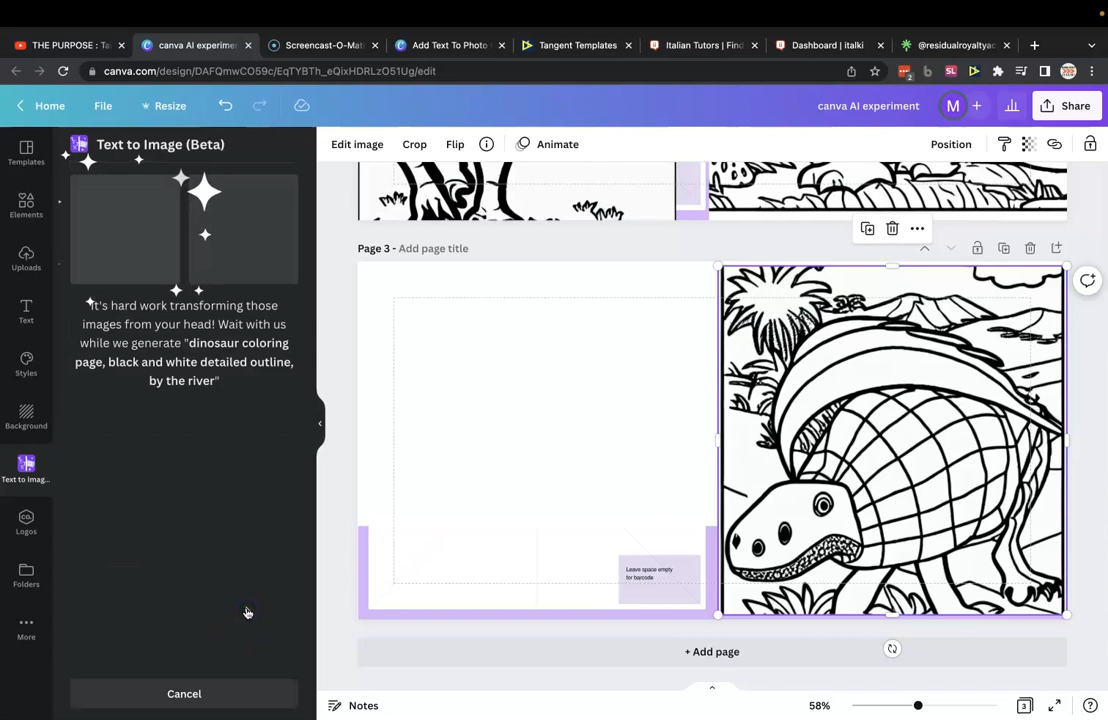 THE PURPOSE : Ta
canva AI experimer
Screencast-O-Mati
Add Text To Photo
Tangent Templates
Italian Tutors | Find
Dashboard | italki
@residualroyaltyac
canva.com/design/DAFQmwCO59c/EqTYBTh_eQixHDRLzO51Ug/edit
SL
2
Home
File
Resize
canva AI experiment
M
Share
Templates
Elements
Uploads
Text
Styles
Background
Text to Imag...
CO.
Logos
Folders
More
Text to Image (Beta)
It's hard work transforming those
images from your head! Wait with us
while we generate "dinosaur coloring
page, black and white detailed outline,
by the river"
Cancel
Edit image
Crop
Flip
Animate
Position
Page 3 - Add page title
Leave space empty
for barcode
+ Add page
Notes
58%
3